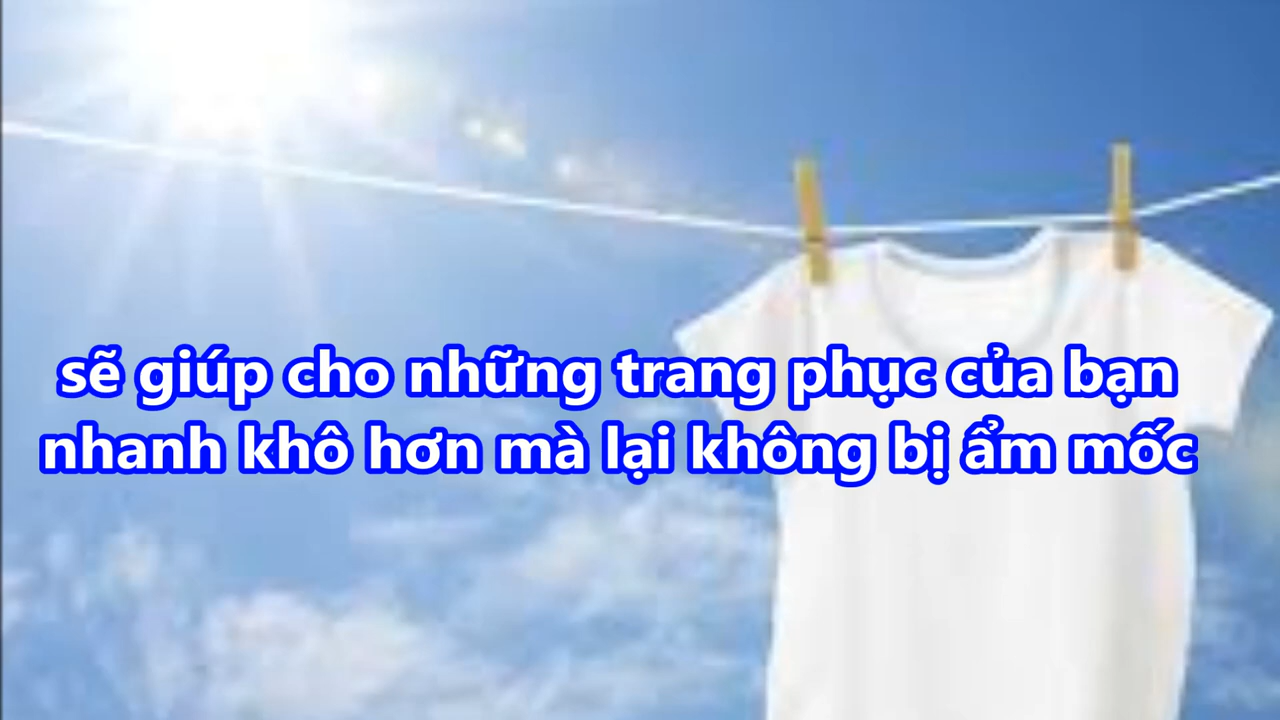 sẽ giúp cho những trang phục của bạn
nhanh khô hơn mà lại không bị ẩm mốc